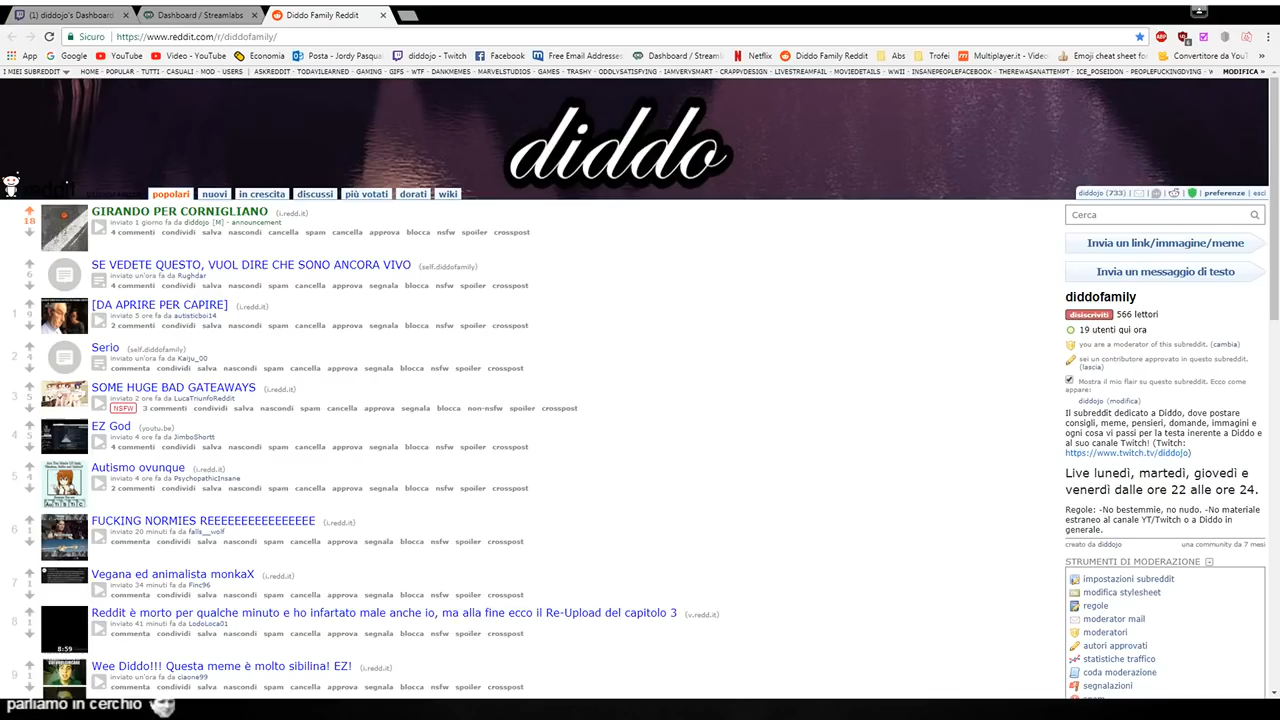 (1) diddojo's Dashboard
Dashboard / Streamlabs
Diddo Family Reddit
Sicuro
https://www.reddit.com/r/diddofamily/
App
Google
YouTube
Video - YouTube
Economia
Posta - Jordy Pasqua
diddojo - Twitch
Facebook
Free Email Addresses
Dashboard / Stream
Netflix
Diddo Family Reddit
Abs
Trofei
Multiplayer.it - Video
Emoji cheat sheet for
Convertitore da YouT
I MIEI SUBREDDIT
HOME - POPULAR - TUTTI - CASUALI - MOD - USERS | ASKREDDIT - TODAYILEARNED - GAMING - GIFS - WTF - DANKMEMES - MARVELSTUDIOS - GAMES - TRASHY - ODDLYSATISFYING - IAMVERYSMART - CRAPPYDESIGN - LIVESTREAMFAIL - MOVIEDETAILS - WWII - INSANEPEOPLEFACEBOOK - THEREWASANATTEMPT - ICE_POSEIDON - PEOPLEFUCKINGDYING - W
MODIFICA »
diddo
reddit
popolari
nuovi
in crescita
discussi
più votati
dorati
wiki
diddojo (733)
preferenze
esci
18
GIRANDO PER CORNIGLIANO (i.redd.it)
inviato 1 giorno fa da diddojo [M] - announcement
4 commenti condividi salva nascondi cancella spam cancella approva blocca nsfw spoiler crosspost
6
SE VEDETE QUESTO, VUOL DIRE CHE SONO ANCORA VIVO (self.diddofamily)
inviato un'ora fa da Rughdar
4 commenti condividi salva nascondi spam cancella approva segnala blocca nsfw spoiler crosspost
1
9
[DA APRIRE PER CAPIRE] (i.redd.it)
inviato 5 ore fa da autisticboi14
2 commenti condividi salva nascondi spam cancella approva segnala blocca nsfw spoiler crosspost
2
4
Serio (self.diddofamily)
inviato un'ora fa da Kaiju_00
commenta condividi salva nascondi spam cancella approva segnala blocca nsfw spoiler crosspost
3
5
SOME HUGE BAD GATEAWAYS (i.redd.it)
inviato 2 ore fa da LucaTriunfoReddit
NSFW 3 commenti condividi salva nascondi spam cancella approva segnala blocca non-nsfw spoiler crosspost
4
5
EZ God (youtu.be)
inviato 4 ore fa da JimboShortt
4 commenti condividi salva nascondi spam cancella approva segnala blocca nsfw spoiler crosspost
5
4
Autismo ovunque (i.redd.it)
inviato 4 ore fa da PsychopathicInsane
2 commenti condividi salva nascondi spam cancella approva segnala blocca nsfw spoiler crosspost
6
1
FUCKING NORMIES REEEEEEEEEEEEEEEE (i.redd.it)
inviato 20 minuti fa da falls__wolf
commenta condividi salva nascondi spam cancella approva segnala blocca nsfw spoiler crosspost
7
1
Vegana ed animalista monkaX (i.redd.it)
inviato 34 minuti fa da Finc96
commenta condividi salva nascondi spam cancella approva segnala blocca nsfw spoiler crosspost
8
1
8:59
Reddit è morto per qualche minuto e ho infartato male anche io, ma alla fine ecco il Re-Upload del capitolo 3 (v.redd.it)
inviato 41 minuti fa da LodoLoca01
commenta condividi salva nascondi spam cancella approva segnala blocca nsfw spoiler crosspost
9
1
Wee Diddo!!! Questa meme è molto sibilina! EZ! (i.redd.it)
inviato un'ora fa da ciaone99
commenta condividi salva nascondi spam cancella approva segnala blocca nsfw spoiler crosspost
Cerca
Invia un link/immagine/meme
Invia un messaggio di testo
diddofamily
disiscriviti 566 lettori
19 utenti qui ora
you are a moderator of this subreddit. (cambia)
sei un contributore approvato in questo subreddit.
(lascia)
Mostra il mio flair su questo subreddit. Ecco come
appare:
diddojo (modifica)
Il subreddit dedicato a Diddo, dove postare
consigli, meme, pensieri, domande, immagini e
ogni cosa vi passi per la testa inerente a Diddo e
al suo canale Twitch! (Twitch:
https://www.twitch.tv/diddoJo)
Live lunedì, martedì, giovedì e
venerdì dalle ore 22 alle ore 24.
Regole: -No bestemmie, no nudo. -No materiale
estraneo al canale YT/Twitch o a Diddo in
generale.
creato da diddojo
una community da 7 mesi
STRUMENTI DI MODERAZIONE
impostazioni subreddit
modifica stylesheet
regole
moderator mail
moderatori
autori approvati
statistiche traffico
coda moderazione
segnalazioni
parliamo in cerchio